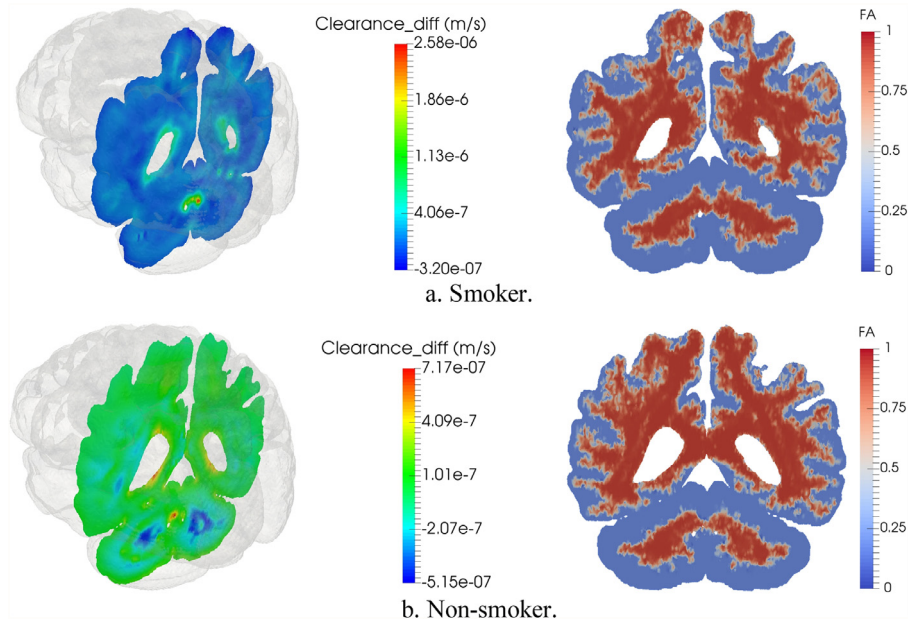 Clearance_diff (m/s)
2.58e-06
1.86e-6
1.13e-6
4.06e-7
-3.20e-07
FA
1
0.75
0.5
0.25
0
a. Smoker.
Clearance_diff (m/s)
7.17e-07
4.09e-7
1.01e-7
-2.07e-7
-5.15e-07
FA
1
0.75
0.5
0.25
0
b. Non-smoker.